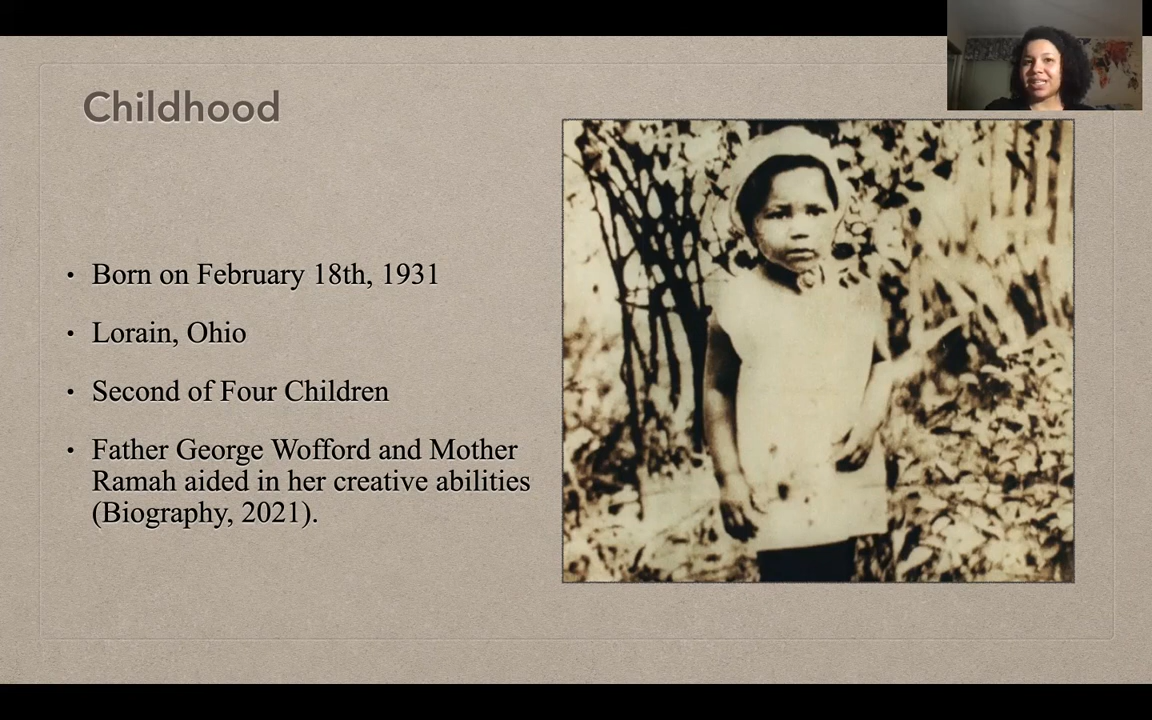 Childhood
• Born on February 18th, 1931
• Lorain, Ohio
• Second of Four Children
• Father George Wofford and Mother
Ramah aided in her creative abilities
(Biography, 2021).